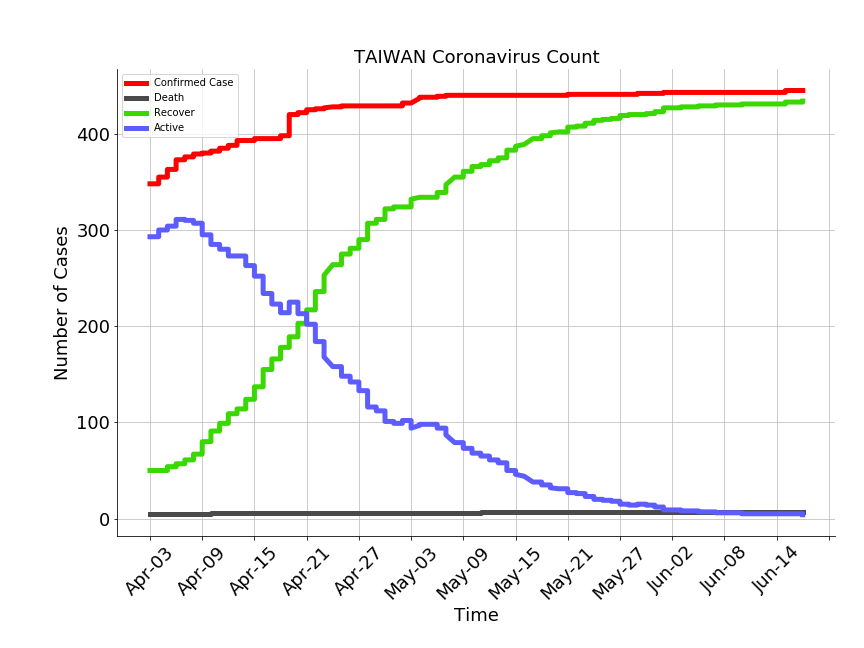 TAIWAN Coronavirus Count
Confirmed Case
Death
Recover
Active
Number of Cases
400
300
200
100
0
Apr-03
Apr-09
Apr-15
Apr-21
Apr-27
May-03
May-09
May-15
May-21
May-27
Jun-02
Jun-08
Jun-14
Time